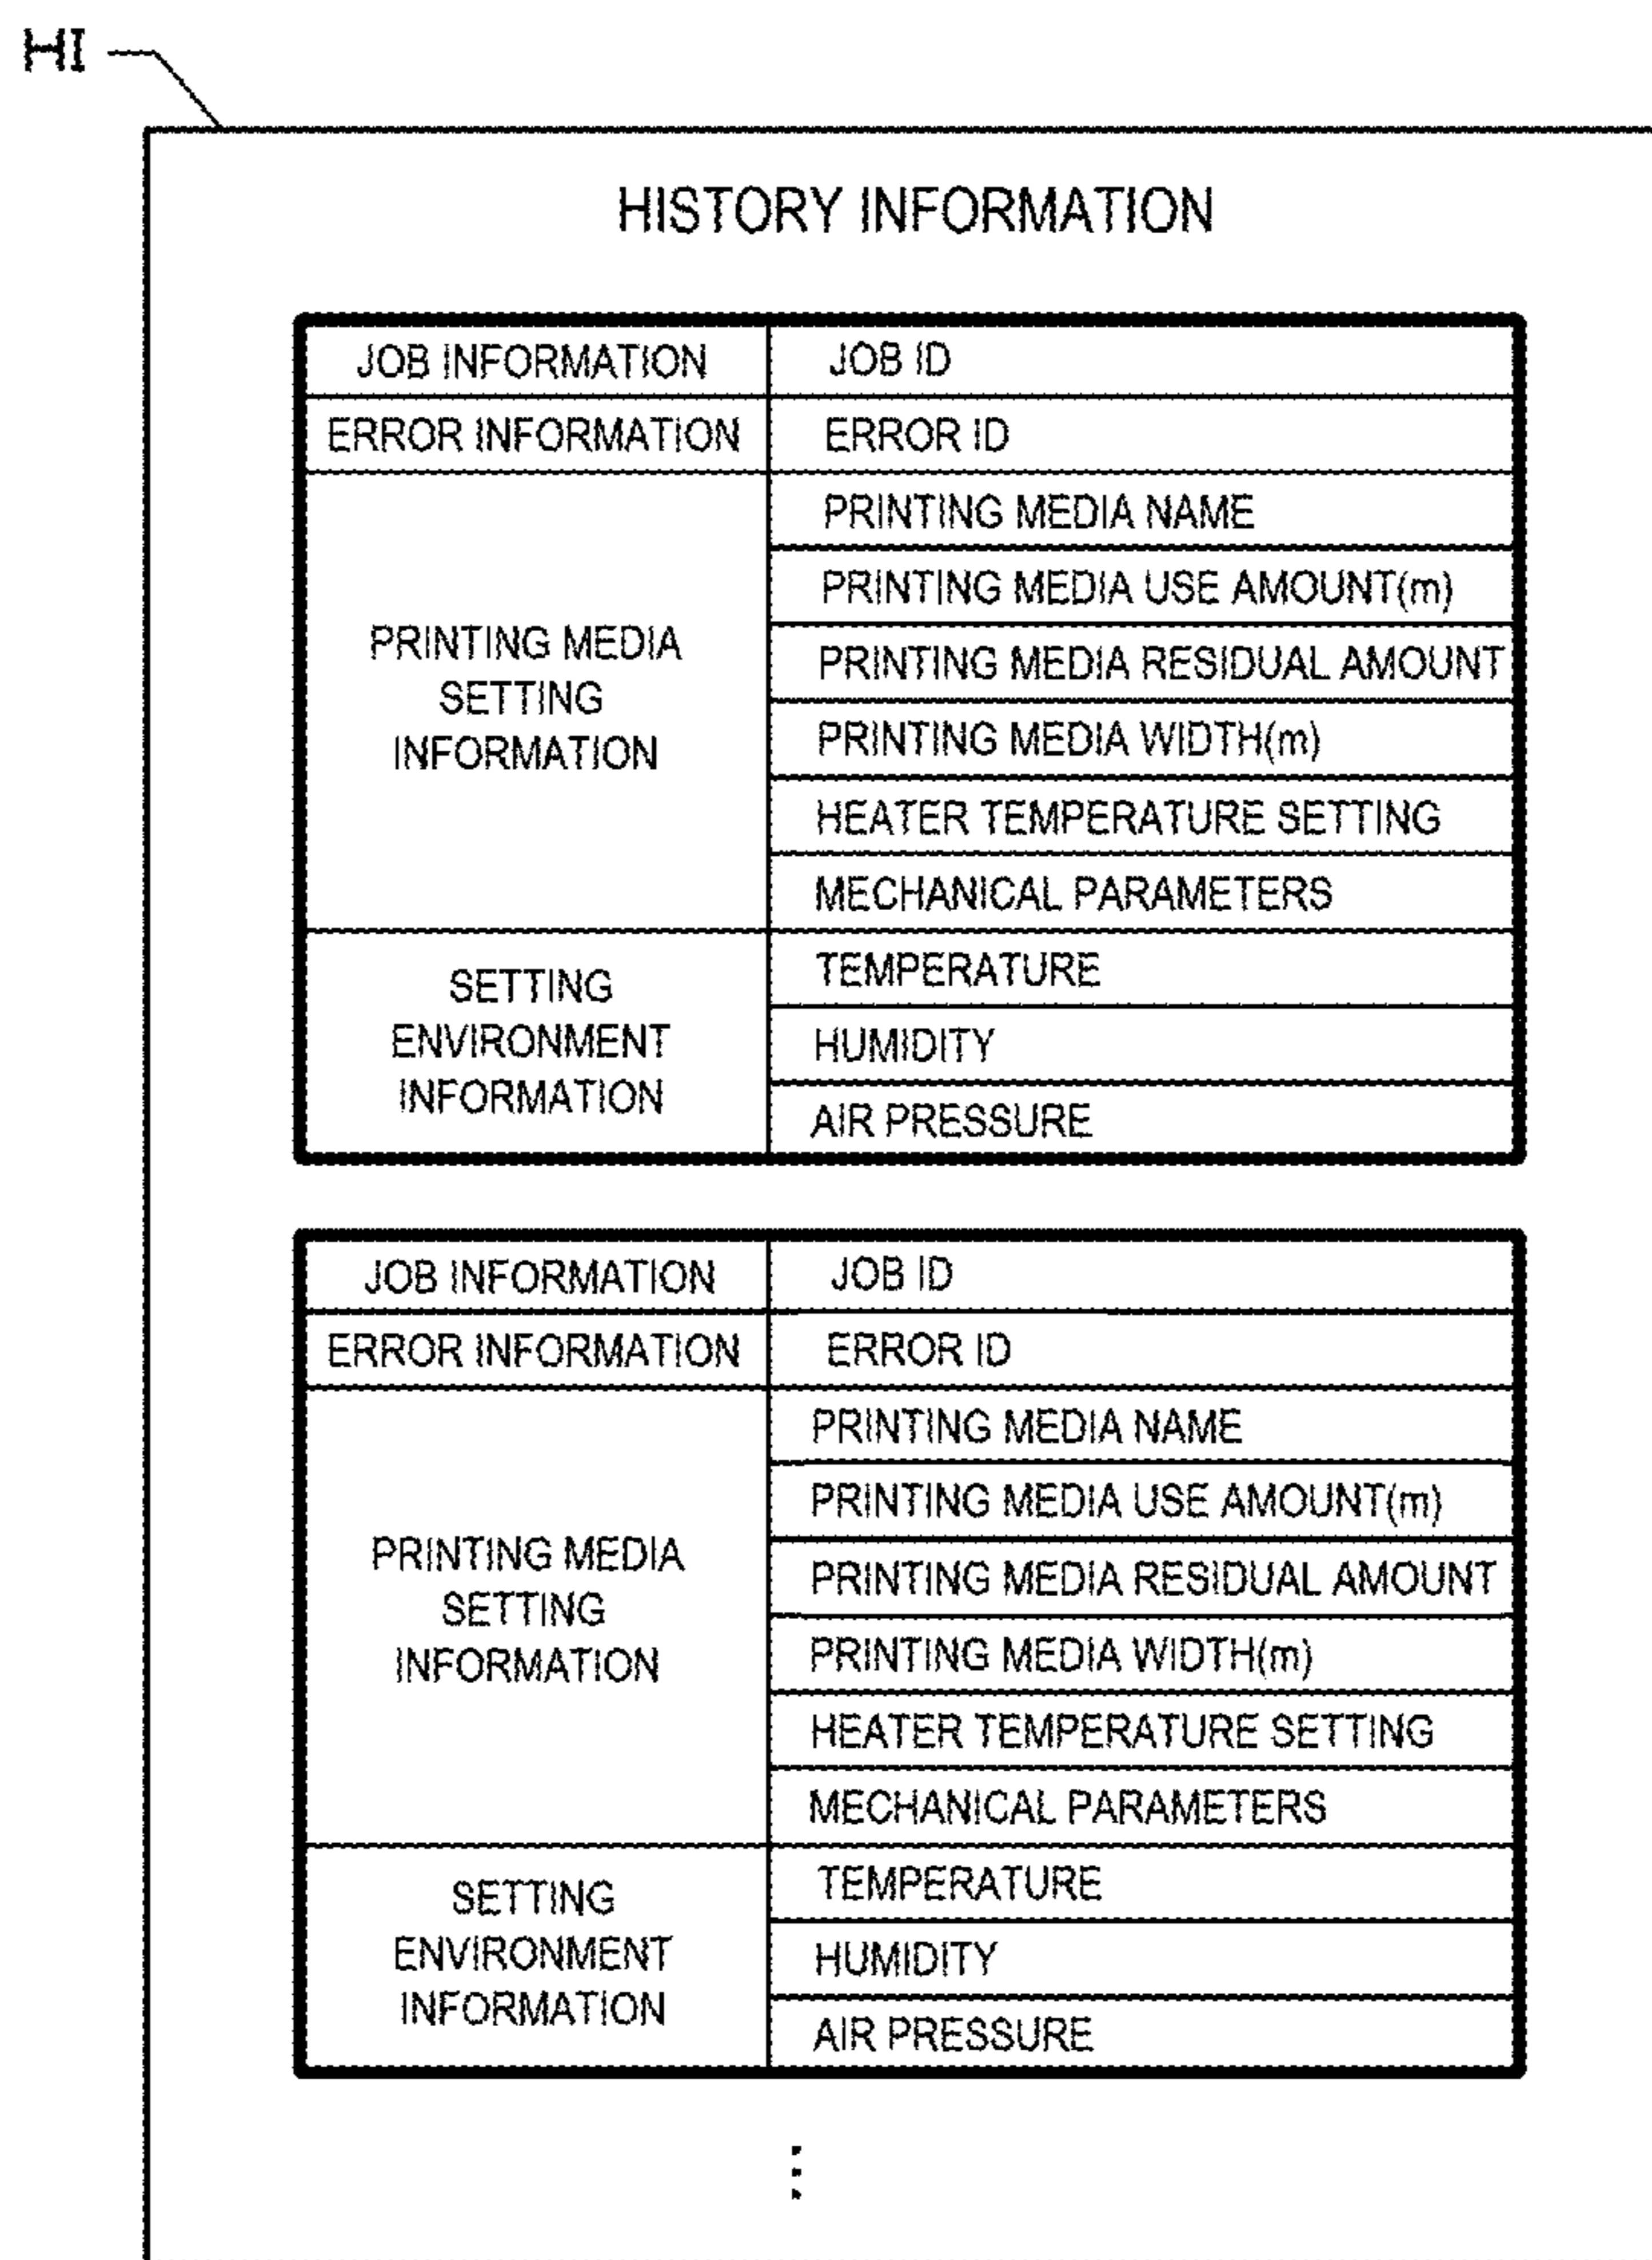 HI
HISTORY INFORMATION
JOB INFORMATION JOB ID
ERROR INFORMATION ERROR ID
PRINTING MEDIA
SETTING
INFORMATION
PRINTING MEDIA NAME
PRINTING MEDIA USE AMOUNT(m)
PRINTING MEDIA RESIDUAL AMOUNT
PRINTING MEDIA WIDTH(m)
HEATER TEMPERATURE SETTING
MECHANICAL PARAMETERS
SETTING
ENVIRONMENT
INFORMATION
TEMPERATURE
HUMIDITY
AIR PRESSURE
JOB INFORMATION JOB ID
ERROR INFORMATION ERROR ID
PRINTING MEDIA
SETTING
INFORMATION
PRINTING MEDIA NAME
PRINTING MEDIA USE AMOUNT(m)
PRINTING MEDIA RESIDUAL AMOUNT
PRINTING MEDIA WIDTH(m)
HEATER TEMPERATURE SETTING
MECHANICAL PARAMETERS
SETTING
ENVIRONMENT
INFORMATION
TEMPERATURE
HUMIDITY
AIR PRESSURE
⋮